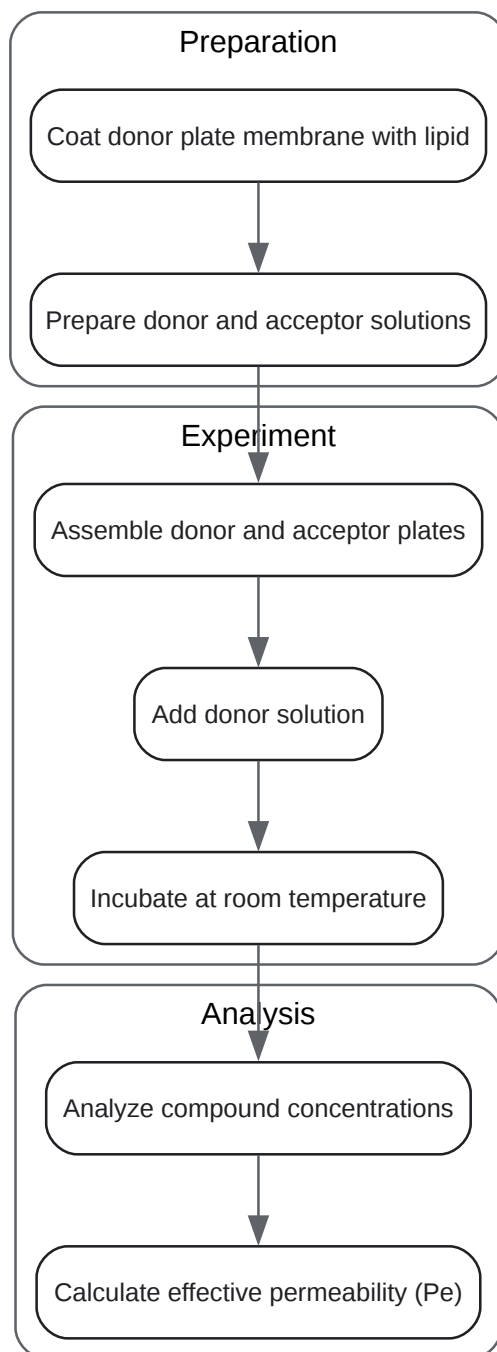 Preparation
Coat donor plate membrane with lipid
Prepare donor and acceptor solutions
Experiment
Assemble donor and acceptor plates
Add donor solution
Incubate at room temperature
Analysis
Analyze compound concentrations
Calculate effective permeability (Pe)